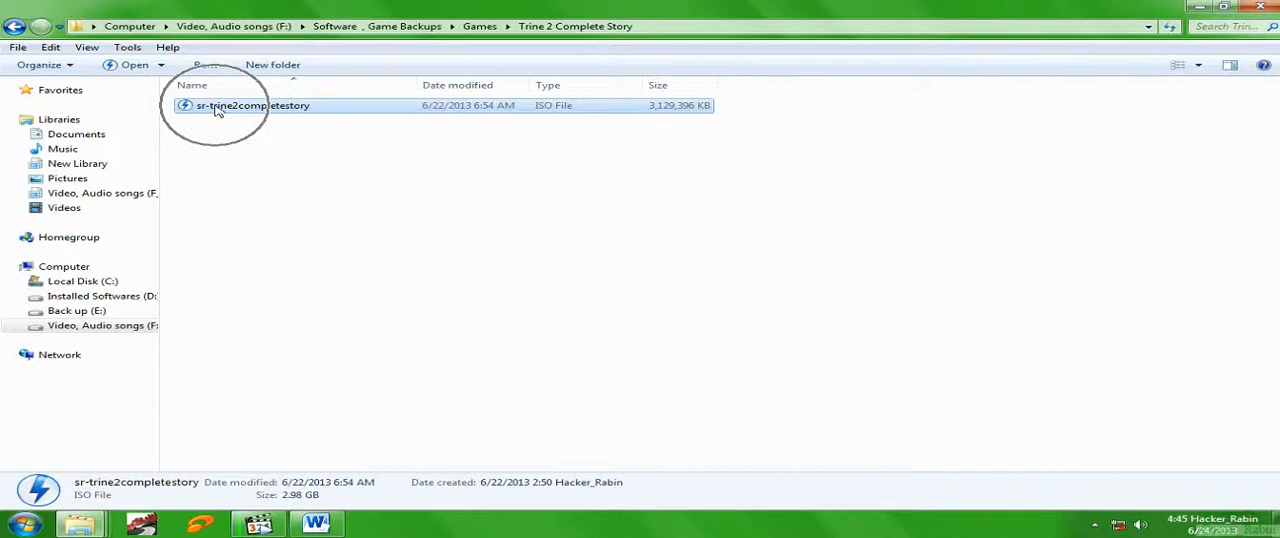 Computer ▸ Video, Audio songs (F:) ▸ Software , Game Backups ▸ Games ▸ Trine 2 Complete Story
Search Trin...
File Edit View Tools Help
Organize Open New folder
Name Date modified Type Size
sr-trine2completestory 6/22/2013 6:54 AM ISO File 3,129,396 KB
Favorites
Libraries
Documents
Music
New Library
Pictures
Video, Audio songs (F
Videos
Homegroup
Computer
Local Disk (C:)
Installed Softwares (D:
Back up (E:)
Video, Audio songs (F:
Network
sr-trine2completestory Date modified: 6/22/2013 6:54 AM Date created: 6/22/2013 2:50 Hacker_Rabin
ISO File Size: 2.98 GB
4:45 Hacker_Rabin
6/24/2013